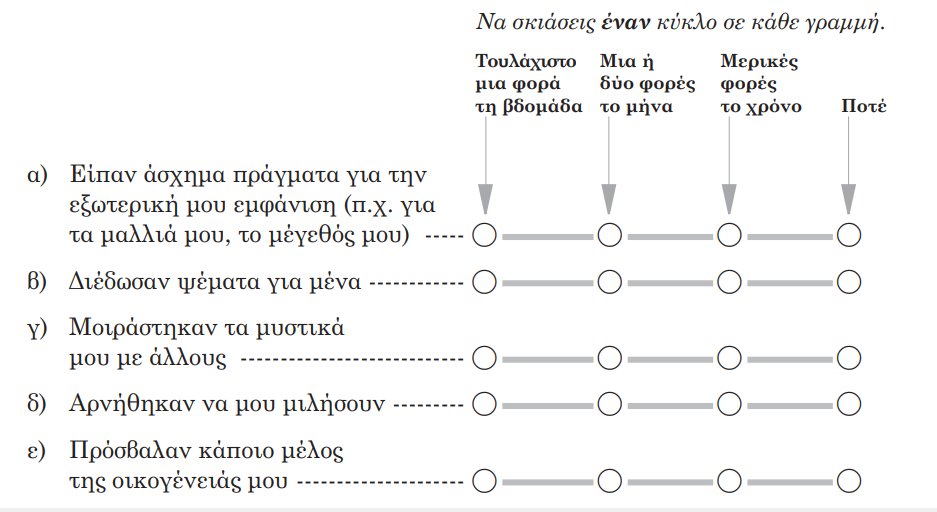 Να σκιάσεις έναν κύκλο σε κάθε γραμμή.
Τουλάχιστο
μια φορά
τη βδομάδα
Μια ή
δύο φορές
το μήνα
Μερικές
φορές
το χρόνο
Ποτέ
α) Είπαν άσχημα πράγματα για την
εξωτερική μου εμφάνιση (π.χ. για
τα μαλλιά μου, το μέγεθός μου) -----
β) Διέδωσαν ψέματα για μένα ------------
γ) Μοιράστηκαν τα μυστικά
μου με άλλους ----------------------------
δ) Αρνήθηκαν να μου μιλήσουν ---------
ε) Πρόσβαλαν κάποιο μέλος
της οικογένειάς μου ---------------------